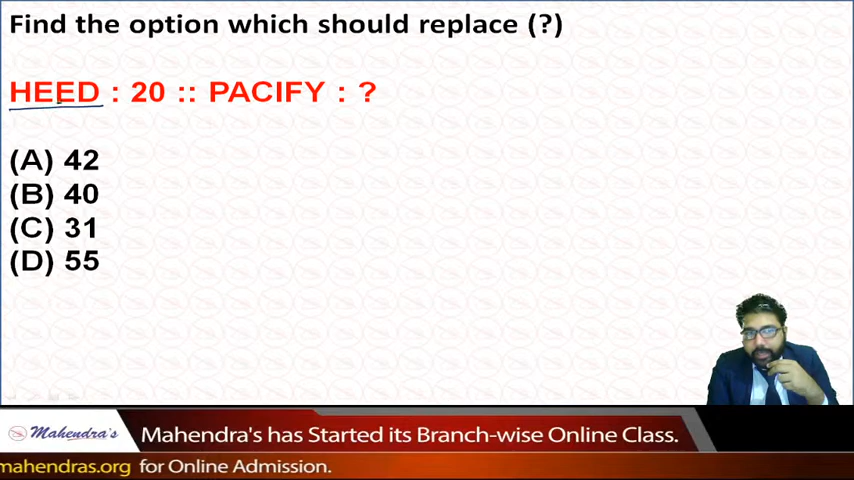 Find the option which should replace (?)
HEED : 20 :: PACIFY : ?
(A) 42
(B) 40
(C) 31
(D) 55
Mahendra's
Mahendra's has Started its Branch-wise Online Class.
mahendras.org for Online Admission.